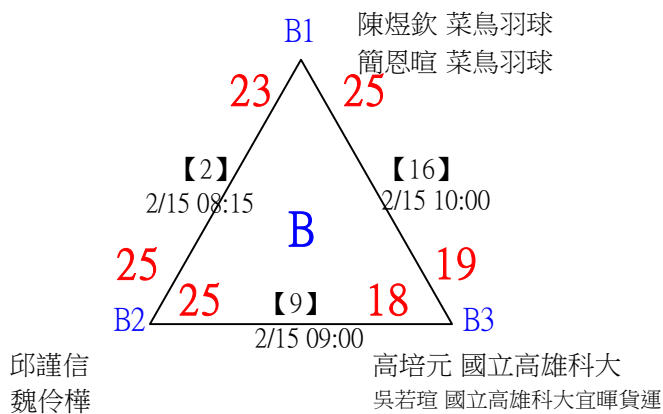 B1
陳煜欽 菜鳥羽球
簡恩暄 菜鳥羽球
23
25
【2】
2/15 08:15
【16】
2/15 10:00
B
25
19
25
【9】
18
B2
B3
2/15 09:00
邱謹信
魏伶樺
高培元 國立高雄科大
吳若瑄 國立高雄科大宜暉貨運